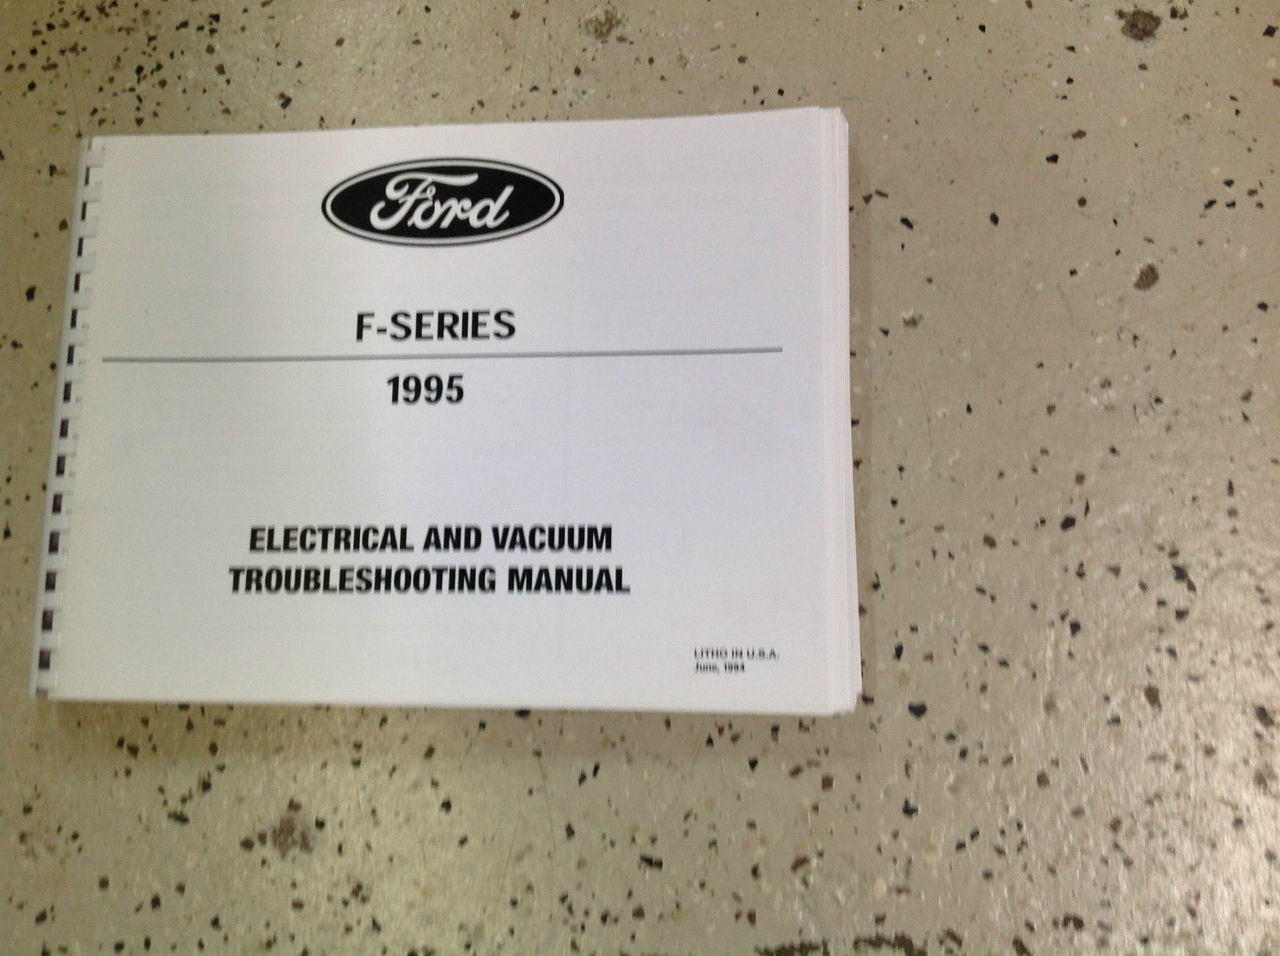 Ford
F-SERIES
1995
ELECTRICAL AND VACUUM
TROUBLESHOOTING MANUAL
LITHO IN U.S.A.
June, 1994